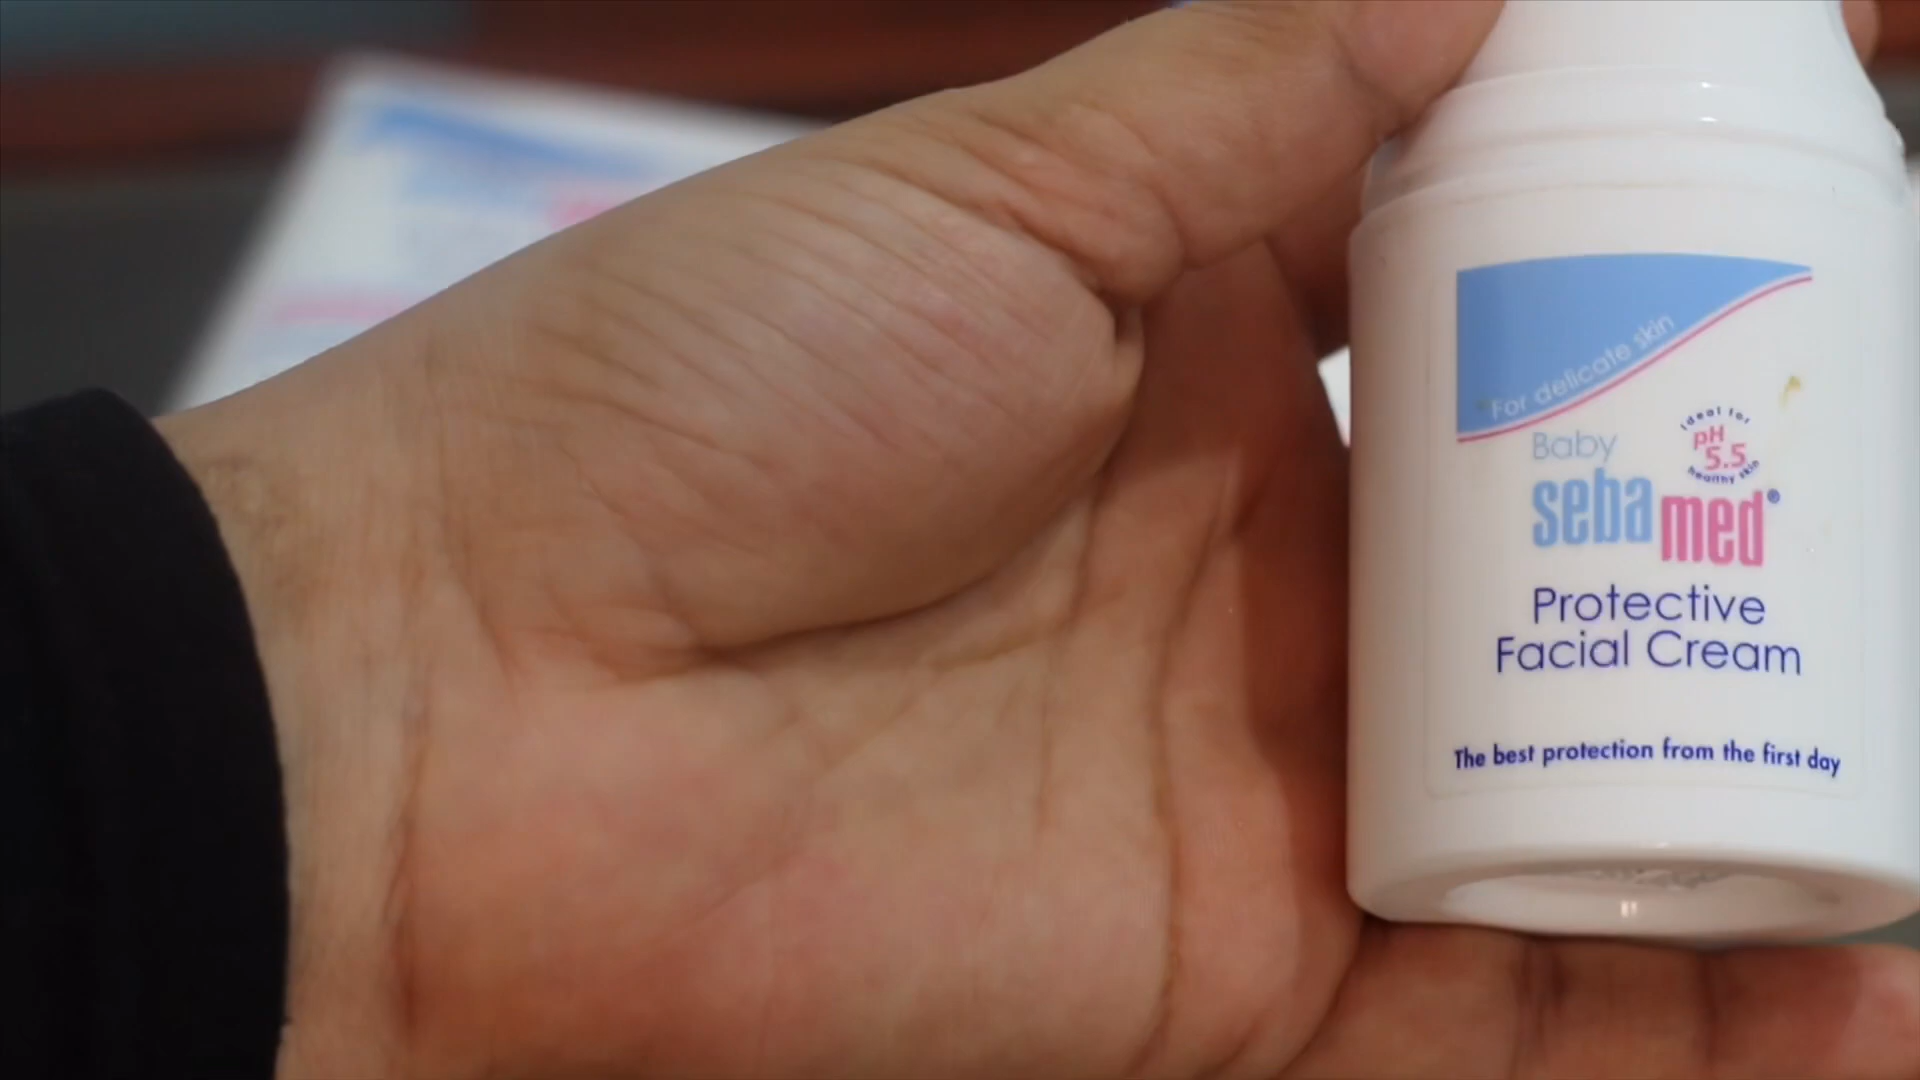 For delicate skin
Baby
ideal for
pH
5.5
healthy skin
sebamed®
Protective
Facial Cream
The best protection from the first day